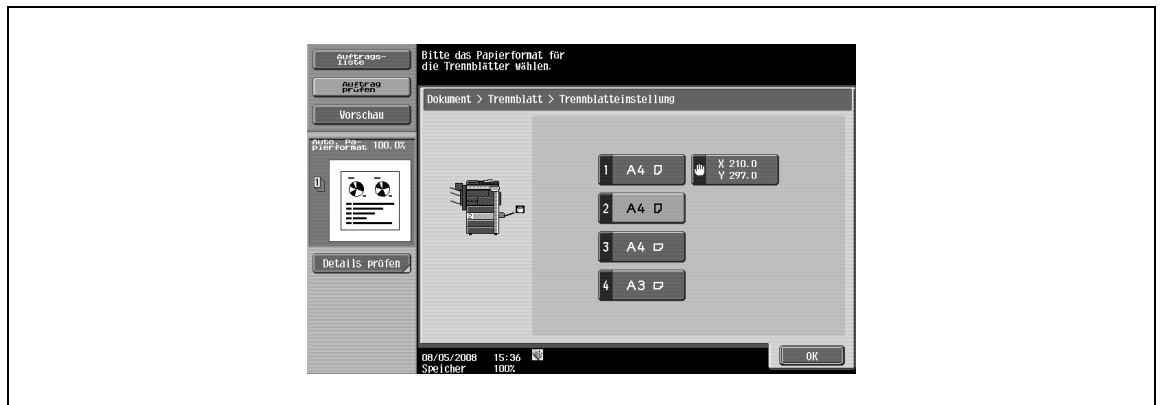 Auftrags-
liste
Auftrag
prüfen
Vorschau
Auto. Pa-
pierformat 100.0%
1
Details prüfen
Bitte das Papierformat für
die Trennblätter wählen.
Dokument > Trennblatt > Trennblatteinstellung
2
1 A4
X 210.0
Y 297.0
2 A4
3 A4
4 A3
08/05/2008 15:36
Speicher 100%
OK